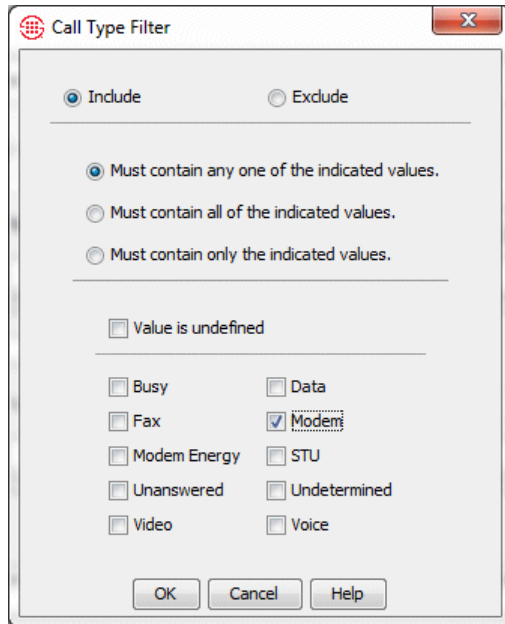 Call Type Filter
Include Exclude
Must contain any one of the indicated values.
Must contain all of the indicated values.
Must contain only the indicated values.
Value is undefined
Busy Data
Fax Modem
Modem Energy STU
Unanswered Undetermined
Video Voice
OK Cancel Help